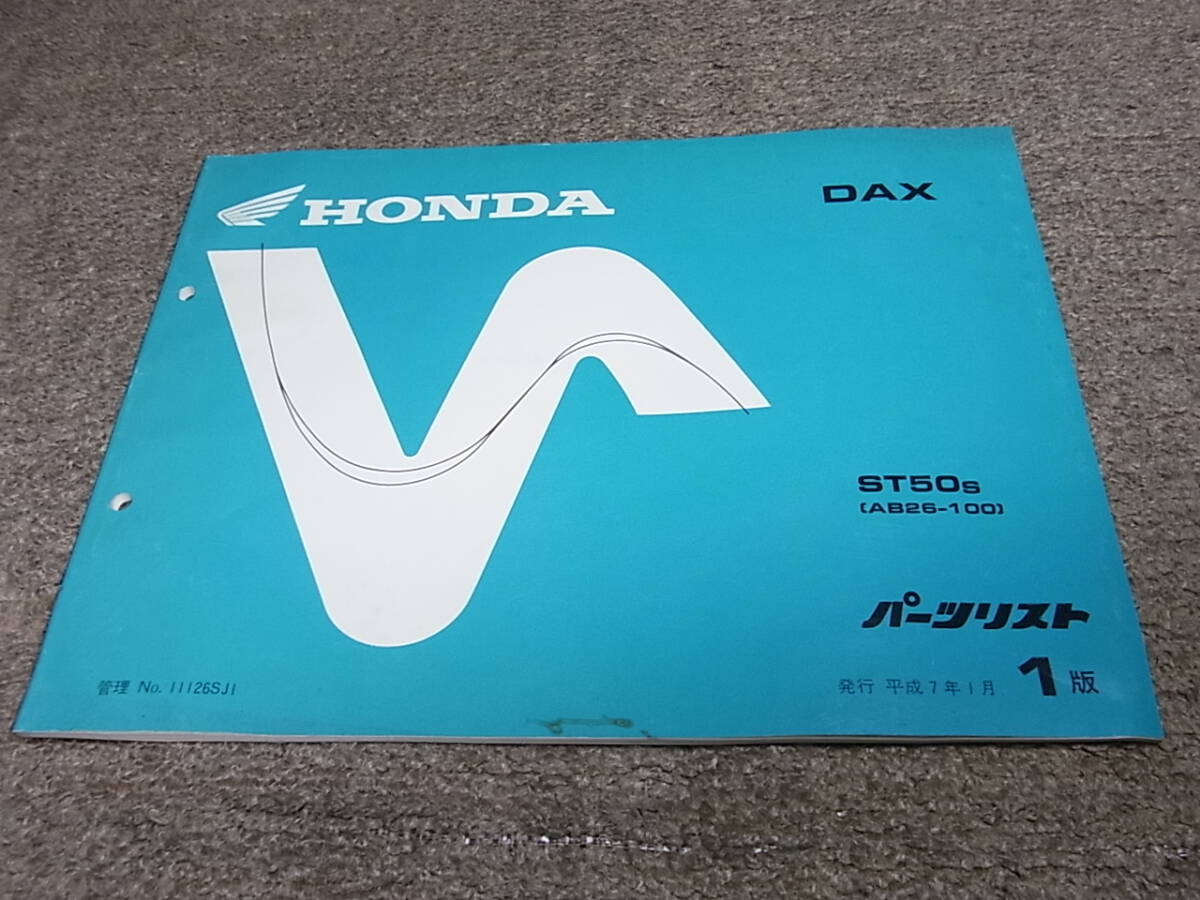 HONDA
DAX
ST50s
(AB26-100)
パーツリスト
管理 No. 11126SJ1
発行 平成7年1月 1版